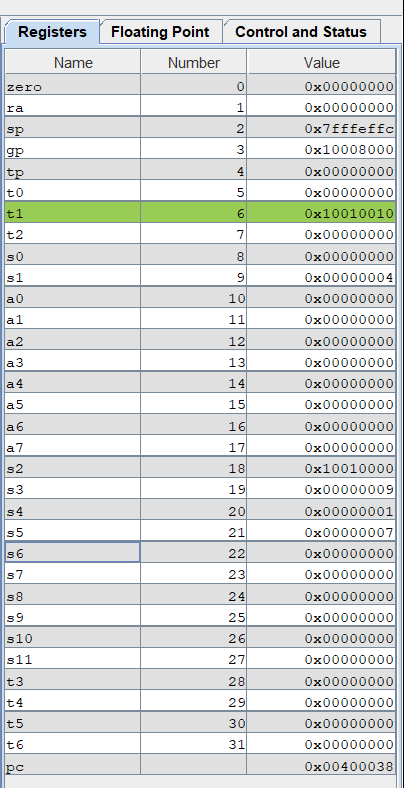 Registers Floating Point Control and Status
Name Number Value
zero 0 0x00000000
ra 1 0x00000000
sp 2 0x7fffeffc
gp 3 0x10008000
tp 4 0x00000000
t0 5 0x00000000
t1 6 0x10010010
t2 7 0x00000000
s0 8 0x00000000
s1 9 0x00000004
a0 10 0x00000000
a1 11 0x00000000
a2 12 0x00000000
a3 13 0x00000000
a4 14 0x00000000
a5 15 0x00000000
a6 16 0x00000000
a7 17 0x00000000
s2 18 0x10010000
s3 19 0x00000009
s4 20 0x00000001
s5 21 0x00000007
s6 22 0x00000000
s7 23 0x00000000
s8 24 0x00000000
s9 25 0x00000000
s10 26 0x00000000
s11 27 0x00000000
t3 28 0x00000000
t4 29 0x00000000
t5 30 0x00000000
t6 31 0x00000000
pc 0x00400038